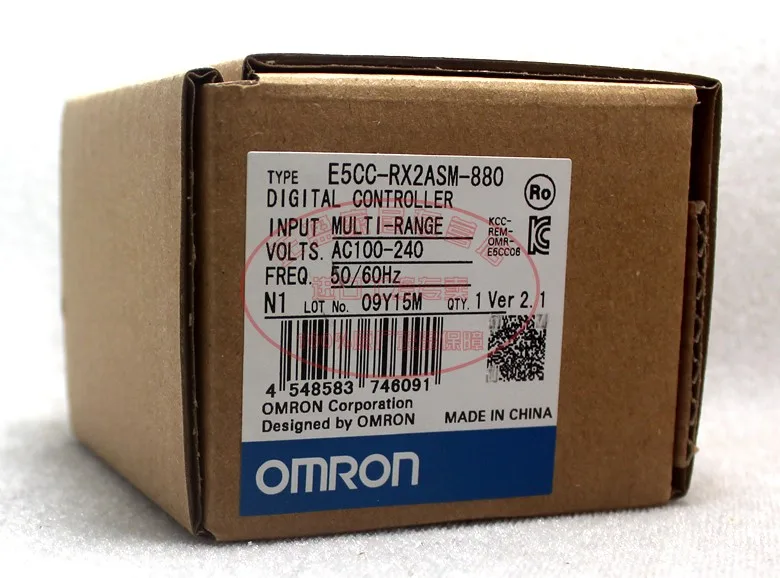 TYPE E5CC-RX2ASM-880
DIGITAL CONTROLLER
Ro
INPUT MULTI-RANGE
KCC-
REM-
OMR-
E5CC06
VOLTS. AC100-240
FREQ. 50/60Hz
N1 LOT No. 09Y15M QTY. 1 Ver 2.1
4 548583 746091
OMRON Corporation
Designed by OMRON
MADE IN CHINA
OMRON